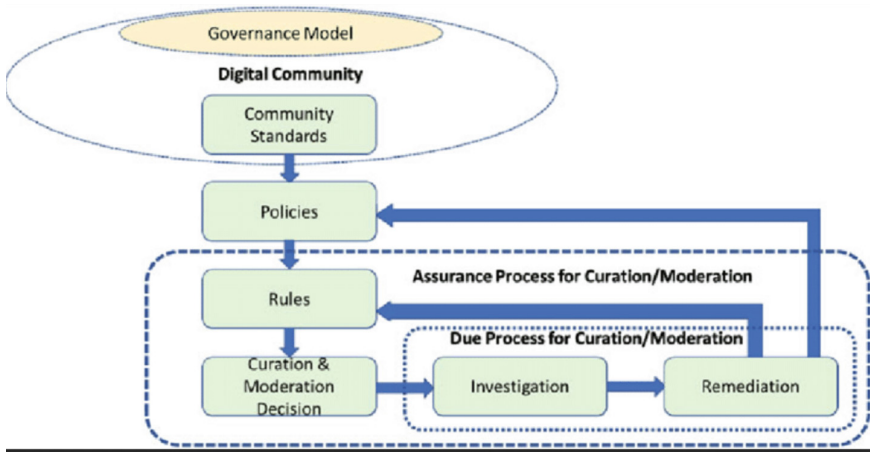 Governance Model
Digital Community
Community
Standards
Policies
Assurance Process for Curation/Moderation
Rules
Due Process for Curation/Moderation
Curation &
Moderation
Decision
Investigation
Remediation